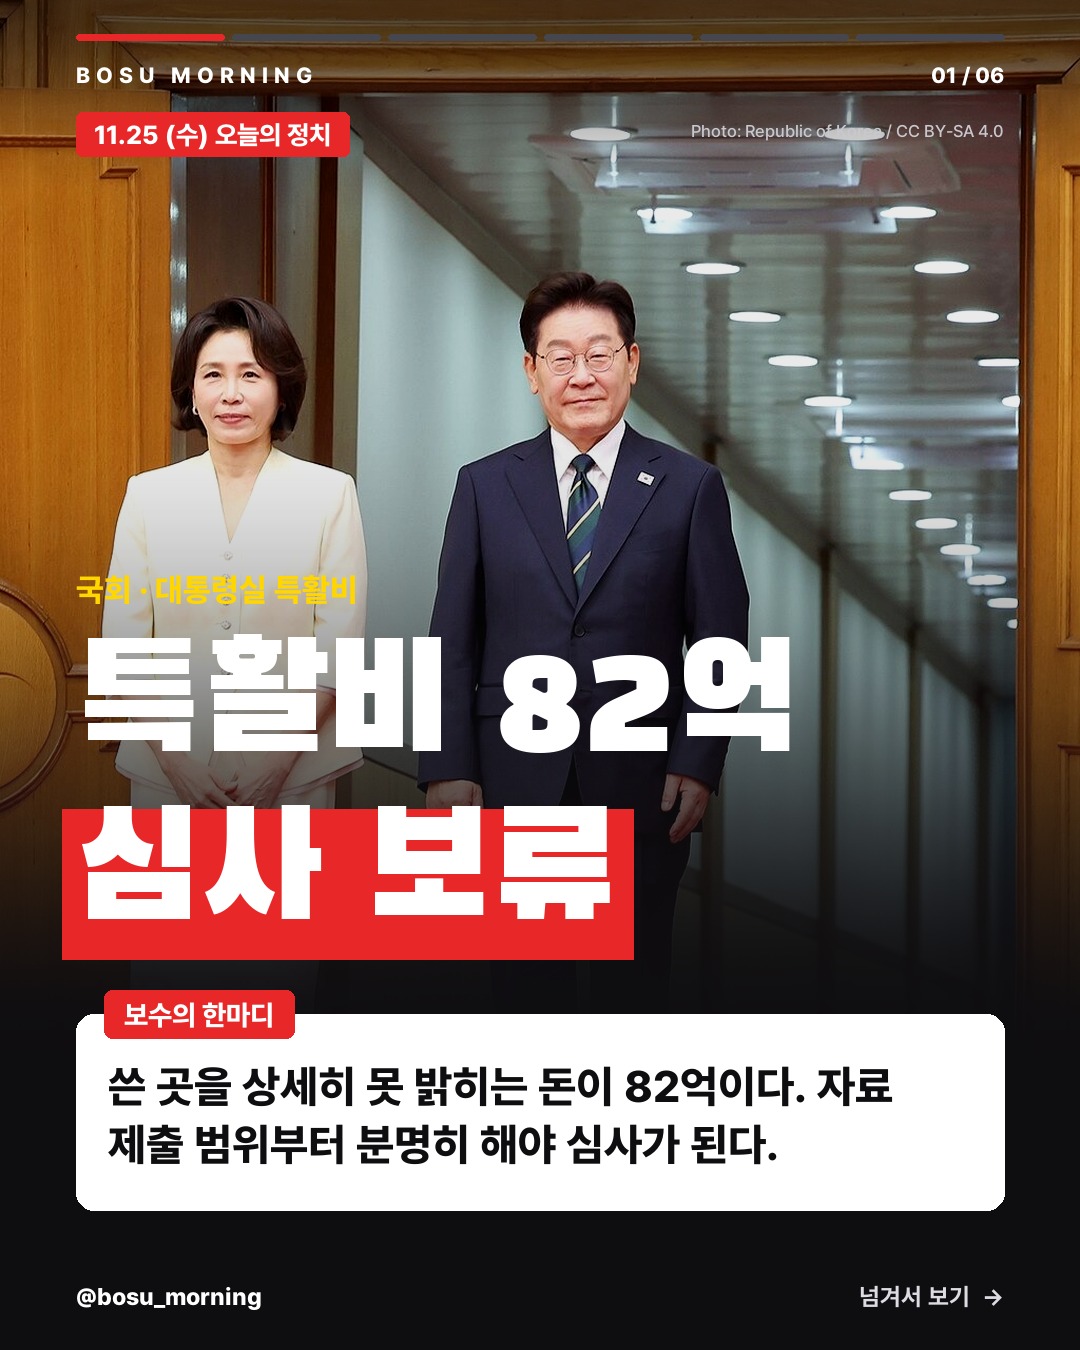 BOSU MORNING
01 / 06
11.25 (수) 오늘의 정치
Photo: Republic of Korea / CC BY-SA 4.0
국회 · 대통령실 특활비
특활비 82억
심사 보류
보수의 한마디
쓴 곳을 상세히 못 밝히는 돈이 82억이다. 자료
제출 범위부터 분명히 해야 심사가 된다.
@bosu_morning
넘겨서 보기 →